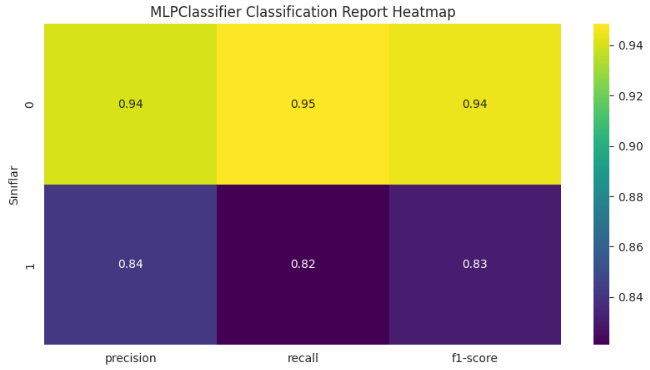 MLPClassifier Classification Report Heatmap
0
0.94
0.95
0.94
Sınıflar
1
0.84
0.82
0.83
precision
recall
f1-score
0.94
0.92
0.90
0.88
0.86
0.84